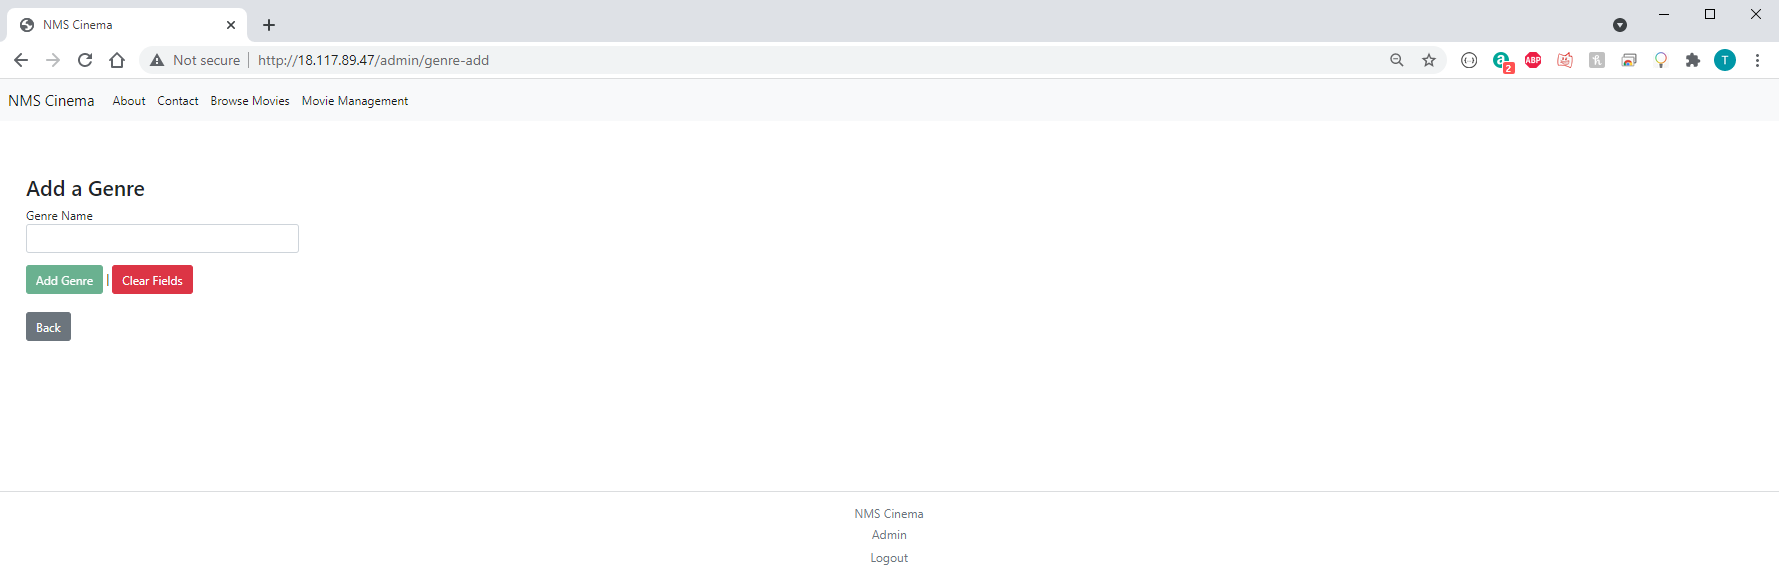 NMS Cinema
Not secure | http://18.117.89.47/admin/genre-add
2
ABP
T
NMS Cinema About Contact Browse Movies Movie Management
Add a Genre
Genre Name
Add Genre | Clear Fields
Back
NMS Cinema
Admin
Logout